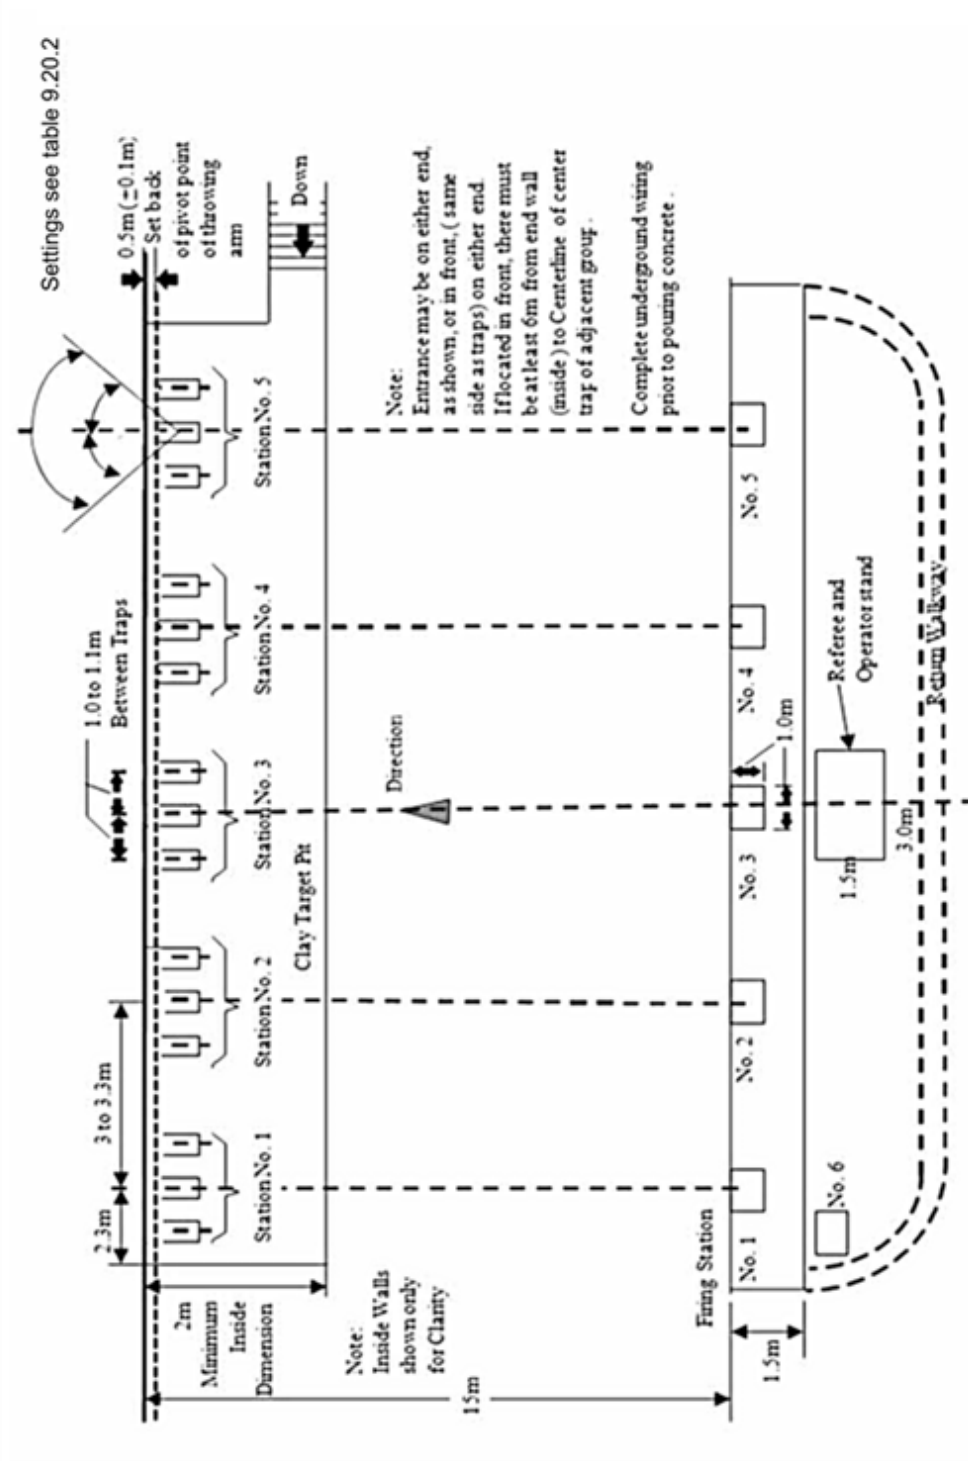 Settings see table 9.20.2
0.5m (±0.1m)
Set back
of pivot point
of throwing
arm
Down
1.0 to 1.1m
Between Traps
3 to 3.3m
2.3m
Station No. 1
Station No. 2
Station No. 3
Station No. 4
Station No. 5
Clay Target Pit
2m
Minimum
Inside
Dimension
Note:
Inside Walls
shown only
for Clarity
15m
Direction
Note:
Entrance may be on either end,
as shown, or in front, ( same
side as traps) on either end.
If located in front, there must
be at least 6m from end wall
(inside ) to Centerline of center
trap of adjacent group.
Complete underground wiring
prior to pouring concrete .
Firing Station
No. 1
No. 2
No. 3
No. 4
No. 5
1.0m
1.5m
No. 6
1.5m
3.0m
Referee and
Operator stand
Return Walkway